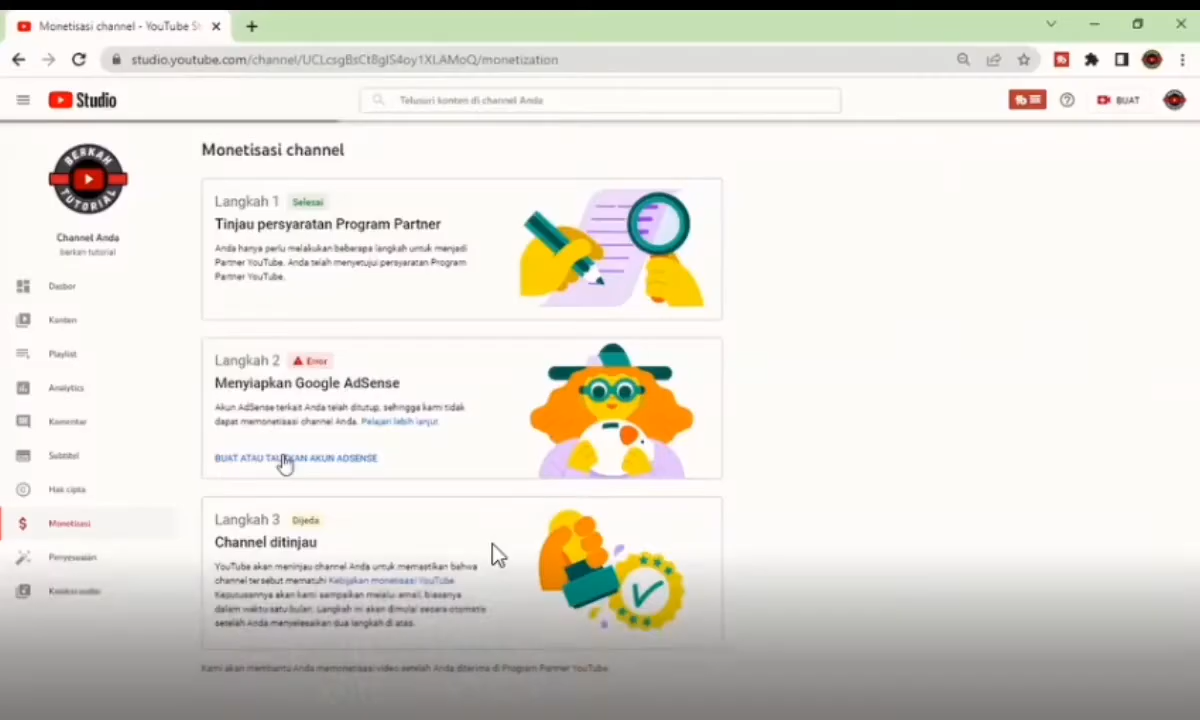 Monetisasi channel - YouTube St
studio.youtube.com/channel/UCLcsgBsCt8gIS4oy1XLAMoQ/monetization
Studio
Telusuri konten di channel Anda
BUAT
BERKAH
TUTORIAL
Channel Anda
berkah tutorial
Dasbor
Konten
Playlist
Analytics
Komentar
Subtitel
Hak cipta
Monetisasi
Penyesuaian
Koleksi audio
Monetisasi channel
Langkah 1 Selesai
Tinjau persyaratan Program Partner
Anda hanya perlu melakukan beberapa langkah untuk menjadi
Partner YouTube. Anda telah menyetujui persyaratan Program
Partner YouTube.
Langkah 2 Error
Menyiapkan Google AdSense
Akun AdSense terkait Anda telah ditutup, sehingga kami tidak
dapat memonetisasi channel Anda. Pelajari lebih lanjut
BUAT ATAU TAUTKAN AKUN ADSENSE
Langkah 3 Dijeda
Channel ditinjau
YouTube akan meninjau channel Anda untuk memastikan bahwa
channel tersebut mematuhi Kebijakan monetisasi YouTube
Keputusannya akan kami sampaikan melalui email, biasanya
dalam waktu satu bulan. Langkah ini akan dimulai secara otomatis
setelah Anda menyelesaikan dua langkah di atas.
Kami akan membantu Anda memonetisasi video setelah Anda diterima di Program Partner YouTube.